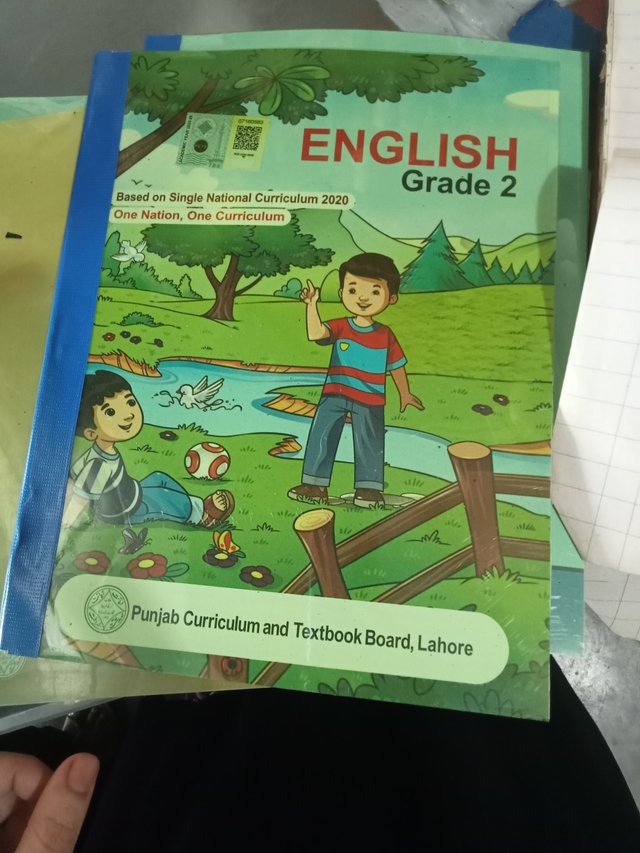 ENGLISH
Grade 2
Based on Single National Curriculum 2020
One Nation, One Curriculum
Punjab Curriculum and Textbook Board, Lahore